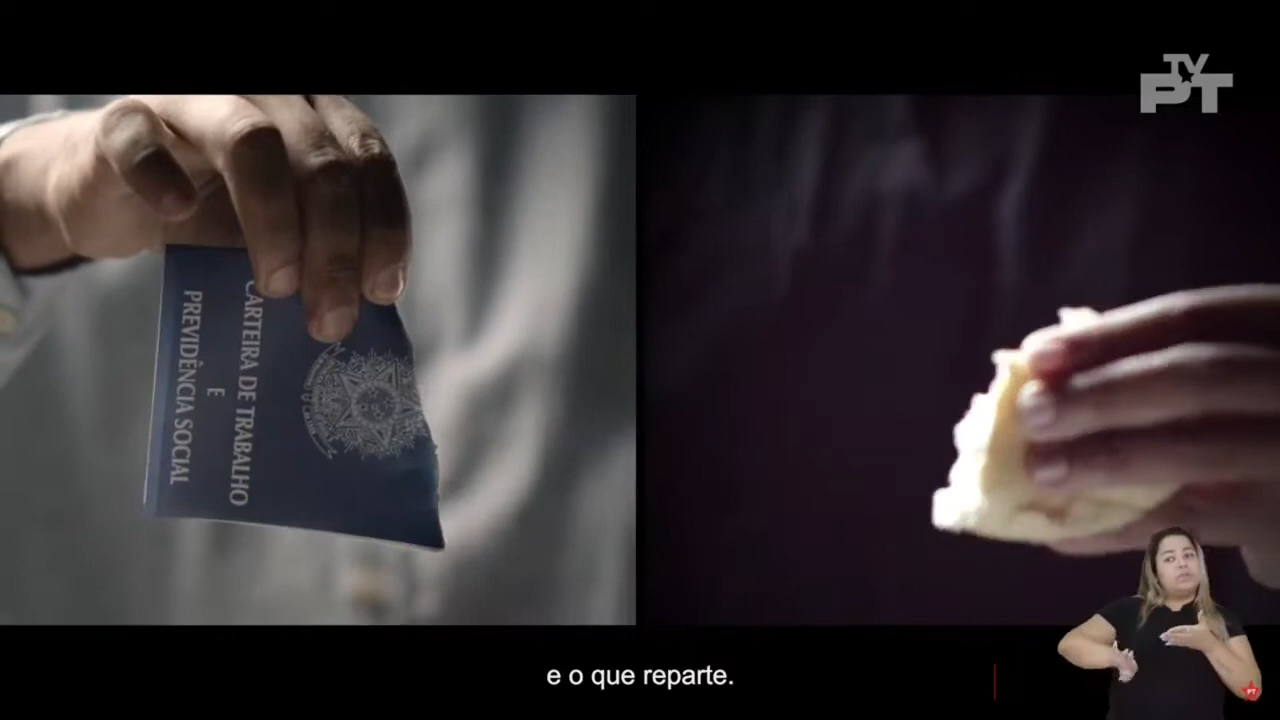 TV
PT
CARTEIRA DE TRABALHO
E
PREVIDÊNCIA SOCIAL
e o que reparte.
PT